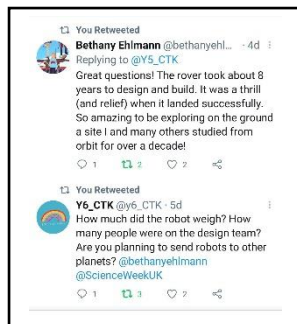 You Retweeted
Bethany Ehlmann @bethanyehl... · 4d
Replying to @Y5_CTK
Great questions! The rover took about 8
years to design and build. It was a thrill
(and relief) when it landed successfully.
So amazing to be exploring on the ground
a site I and many others studied from
orbit for over a decade!
1 2 2
You Retweeted
Y6_CTK @y6_CTK · 5d
How much did the robot weigh? How
many people were on the design team?
Are you planning to send robots to other
planets? @bethanyehlmann
@ScienceWeekUK
1 3 2